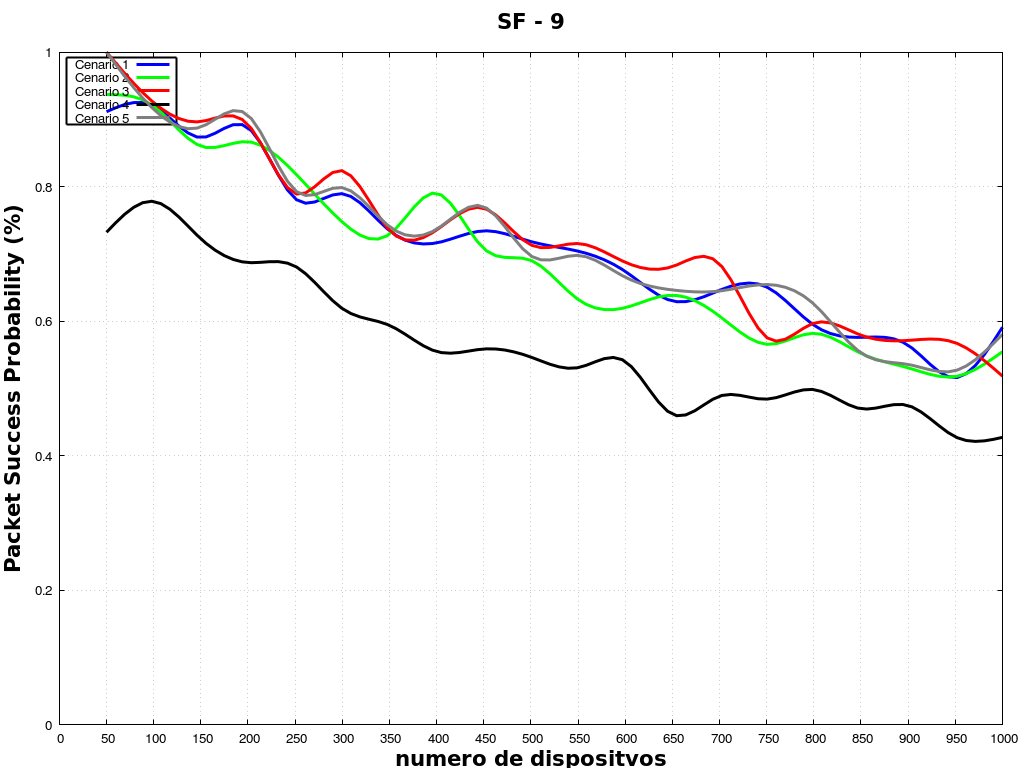 SF - 9
Packet Success Probability (%)
1
0.8
0.6
0.4
0.2
0
Cenario 1
Cenario 2
Cenario 3
Cenario 4
Cenario 5
0 50 100 150 200 250 300 350 400 450 500 550 600 650 700 750 800 850 900 950 1000
numero de dispositvos